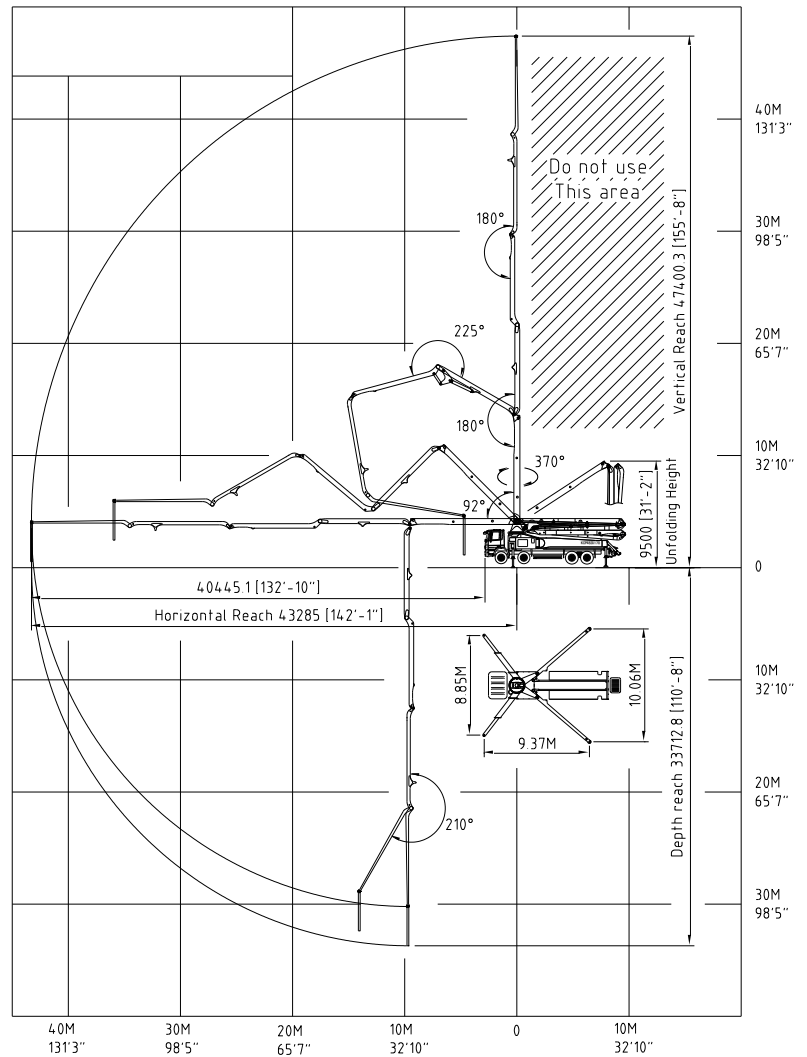 40M
131'3"
Do not use
This area
180°
30M
98'5"
Vertical Reach 47400.3 [155'-8"]
225°
20M
65'7"
180°
370°
10M
32'10"
92°
9500 [31'-2"]
Unfolding Height
0
40445.1 [132'-10"]
Horizontal Reach 43285 [142'-1"]
8.85M
10.06M
10M
32'10"
9.37M
Depth reach 33712.8 [110'-8"]
20M
65'7"
210°
30M
98'5"
40M 30M 20M 10M 0 10M
131'3" 98'5" 65'7" 32'10" 32'10"